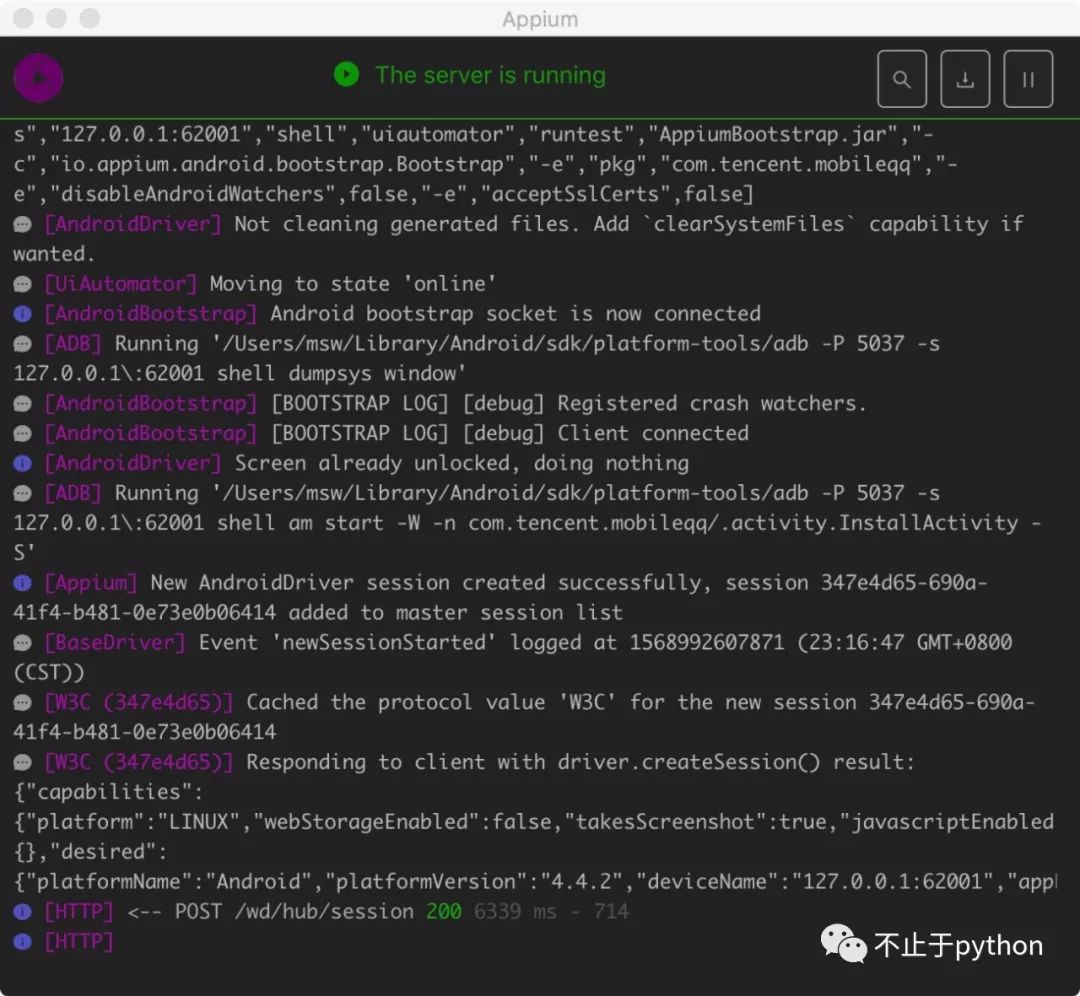 Appium
The server is running
s","127.0.0.1:62001","shell","uiautomator","runtest","AppiumBootstrap.jar","-
c","io.appium.android.bootstrap.Bootstrap","-e","pkg","com.tencent.mobileqq","-
e","disableAndroidWatchers",false,"-e","acceptSslCerts",false]
[AndroidDriver] Not cleaning generated files. Add `clearSystemFiles` capability if
wanted.
[UiAutomator] Moving to state 'online'
[AndroidBootstrap] Android bootstrap socket is now connected
[ADB] Running '/Users/msw/Library/Android/sdk/platform-tools/adb -P 5037 -s
127.0.0.1\:62001 shell dumpsys window'
[AndroidBootstrap] [BOOTSTRAP LOG] [debug] Registered crash watchers.
[AndroidBootstrap] [BOOTSTRAP LOG] [debug] Client connected
[AndroidDriver] Screen already unlocked, doing nothing
[ADB] Running '/Users/msw/Library/Android/sdk/platform-tools/adb -P 5037 -s
127.0.0.1\:62001 shell am start -W -n com.tencent.mobileqq/.activity.InstallActivity -
S'
[Appium] New AndroidDriver session created successfully, session 347e4d65-690a-
41f4-b481-0e73e0b06414 added to master session list
[BaseDriver] Event 'newSessionStarted' logged at 1568992607871 (23:16:47 GMT+0800
(CST))
[W3C (347e4d65)] Cached the protocol value 'W3C' for the new session 347e4d65-690a-
41f4-b481-0e73e0b06414
[W3C (347e4d65)] Responding to client with driver.createSession() result:
{"capabilities":
{"platform":"LINUX","webStorageEnabled":false,"takesScreenshot":true,"javascriptEnabled
{},"desired":
{"platformName":"Android","platformVersion":"4.4.2","deviceName":"127.0.0.1:62001","app
[HTTP] <-- POST /wd/hub/session 200 6339 ms - 714
[HTTP]
不止于python